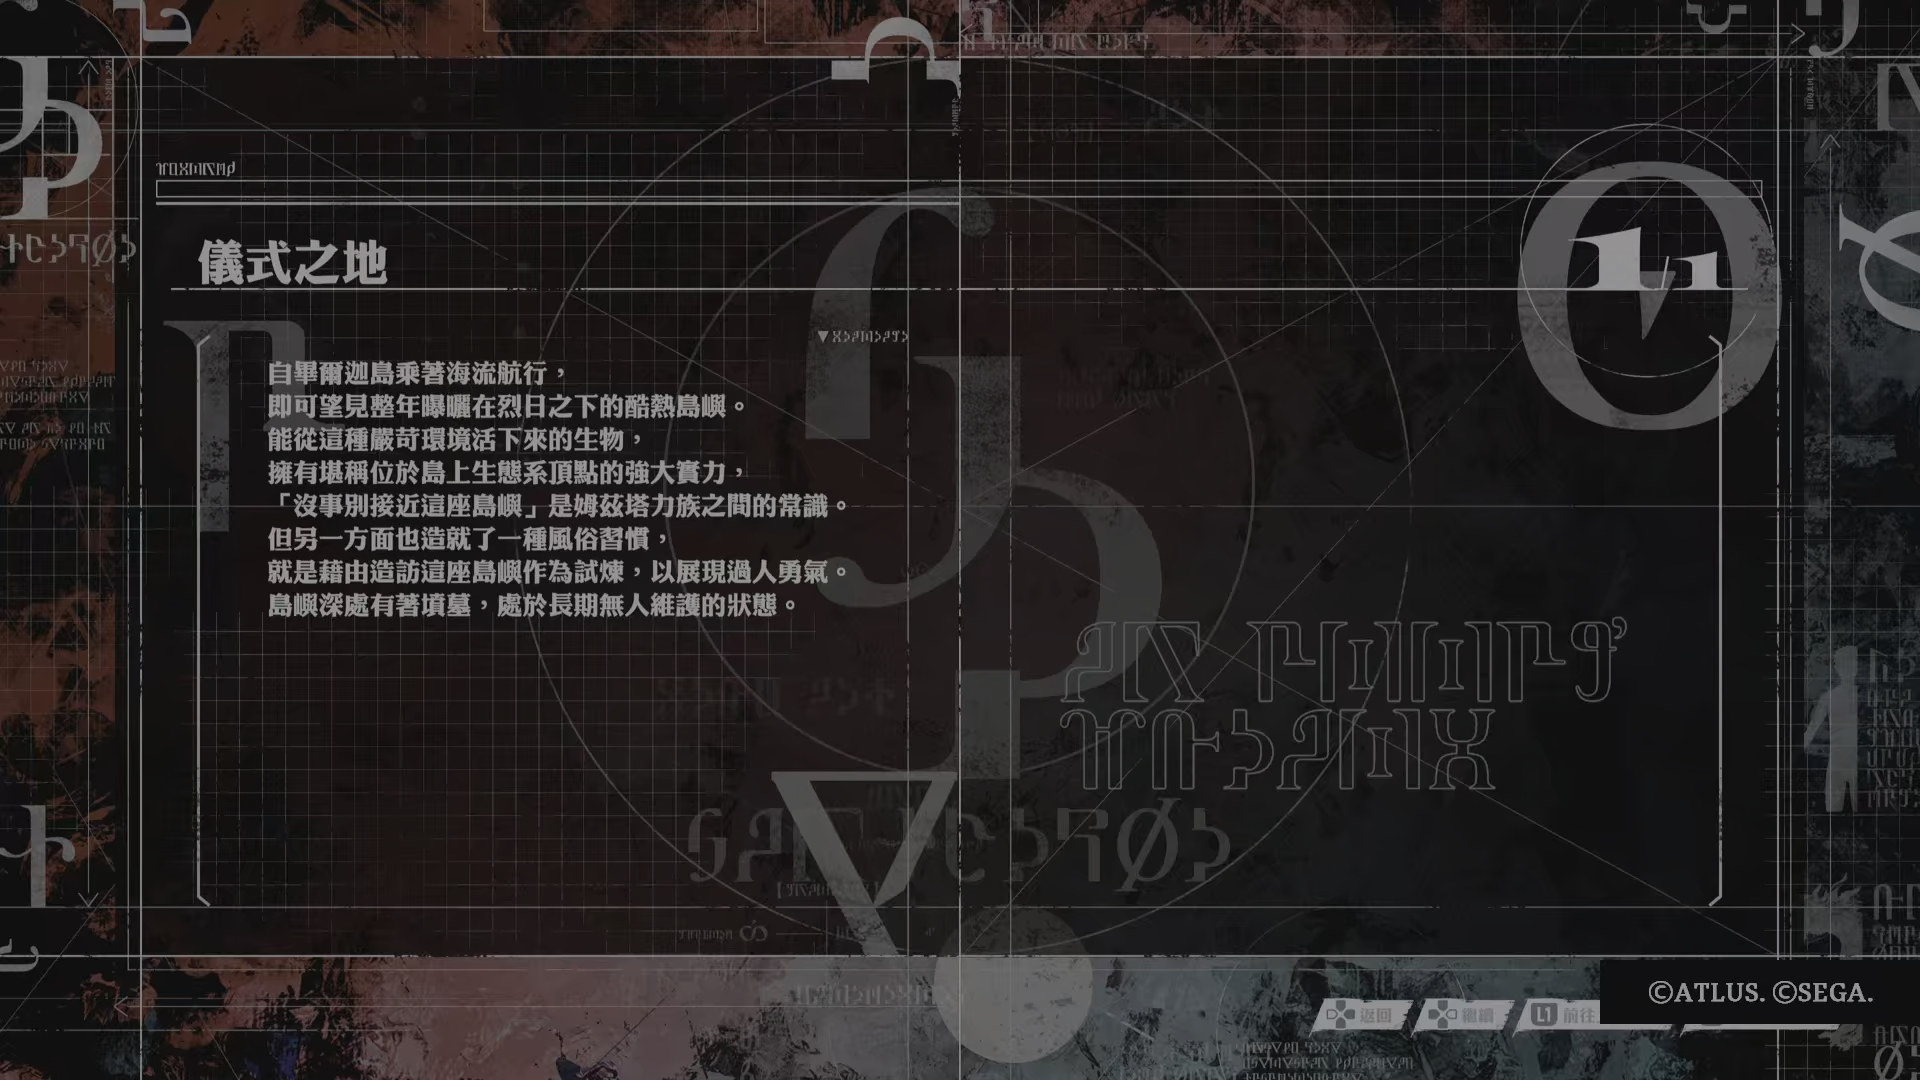 儀式之地
1/1
自畢爾迦島乘著海流航行，
即可望見整年曝曬在烈日之下的酷熱島嶼。
能從這種嚴苛環境活下來的生物，
擁有堪稱位於島上生態系頂點的強大實力，
「沒事別接近這座島嶼」是姆茲塔力族之間的常識。
但另一方面也造就了一種風俗習慣，
就是藉由造訪這座島嶼作為試煉，以展現過人勇氣。
島嶼深處有著墳墓，處於長期無人維護的狀態。
返回 繼續 L1 前往
©ATLUS. ©SEGA.